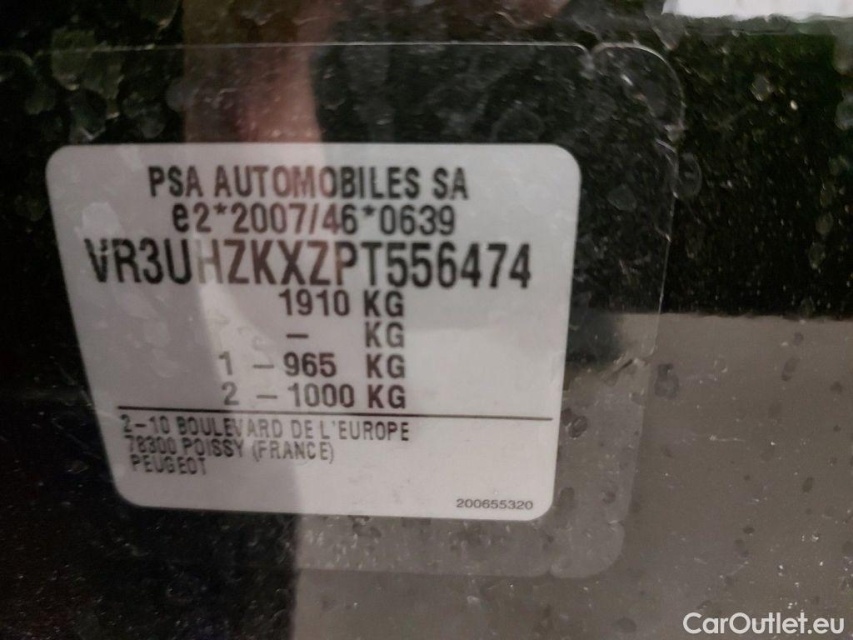 PSA AUTOMOBILES SA
e2*2007/46*0639
VR3UHZKXZPT556474
1910 KG
– KG
1 – 965 KG
2 – 1000 KG
2–10 BOULEVARD DE L'EUROPE
78300 POISSY (FRANCE)
PEUGEOT
200655320
CarOutlet.eu